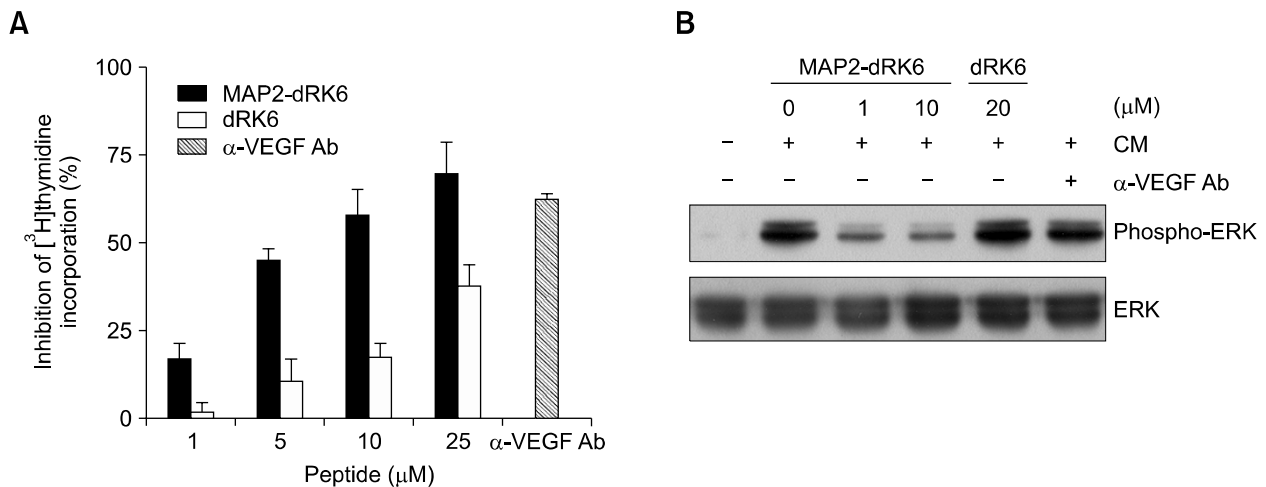 A
100
75
50
25
0
Inhibition of [³H]thymidine
incorporation (%)
MAP2-dRK6
dRK6
α-VEGF Ab
1 5 10 25 α-VEGF Ab
Peptide (μM)
B
MAP2-dRK6 dRK6
0 1 10 20 (μM)
– + + + + + CM
– – – – – + α-VEGF Ab
Phospho-ERK
ERK